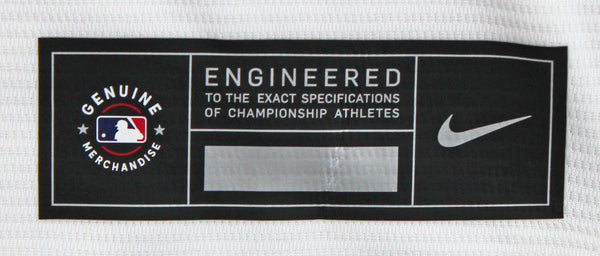 GENUINE
MERCHANDISE
ENGINEERED
TO THE EXACT SPECIFICATIONS
OF CHAMPIONSHIP ATHLETES